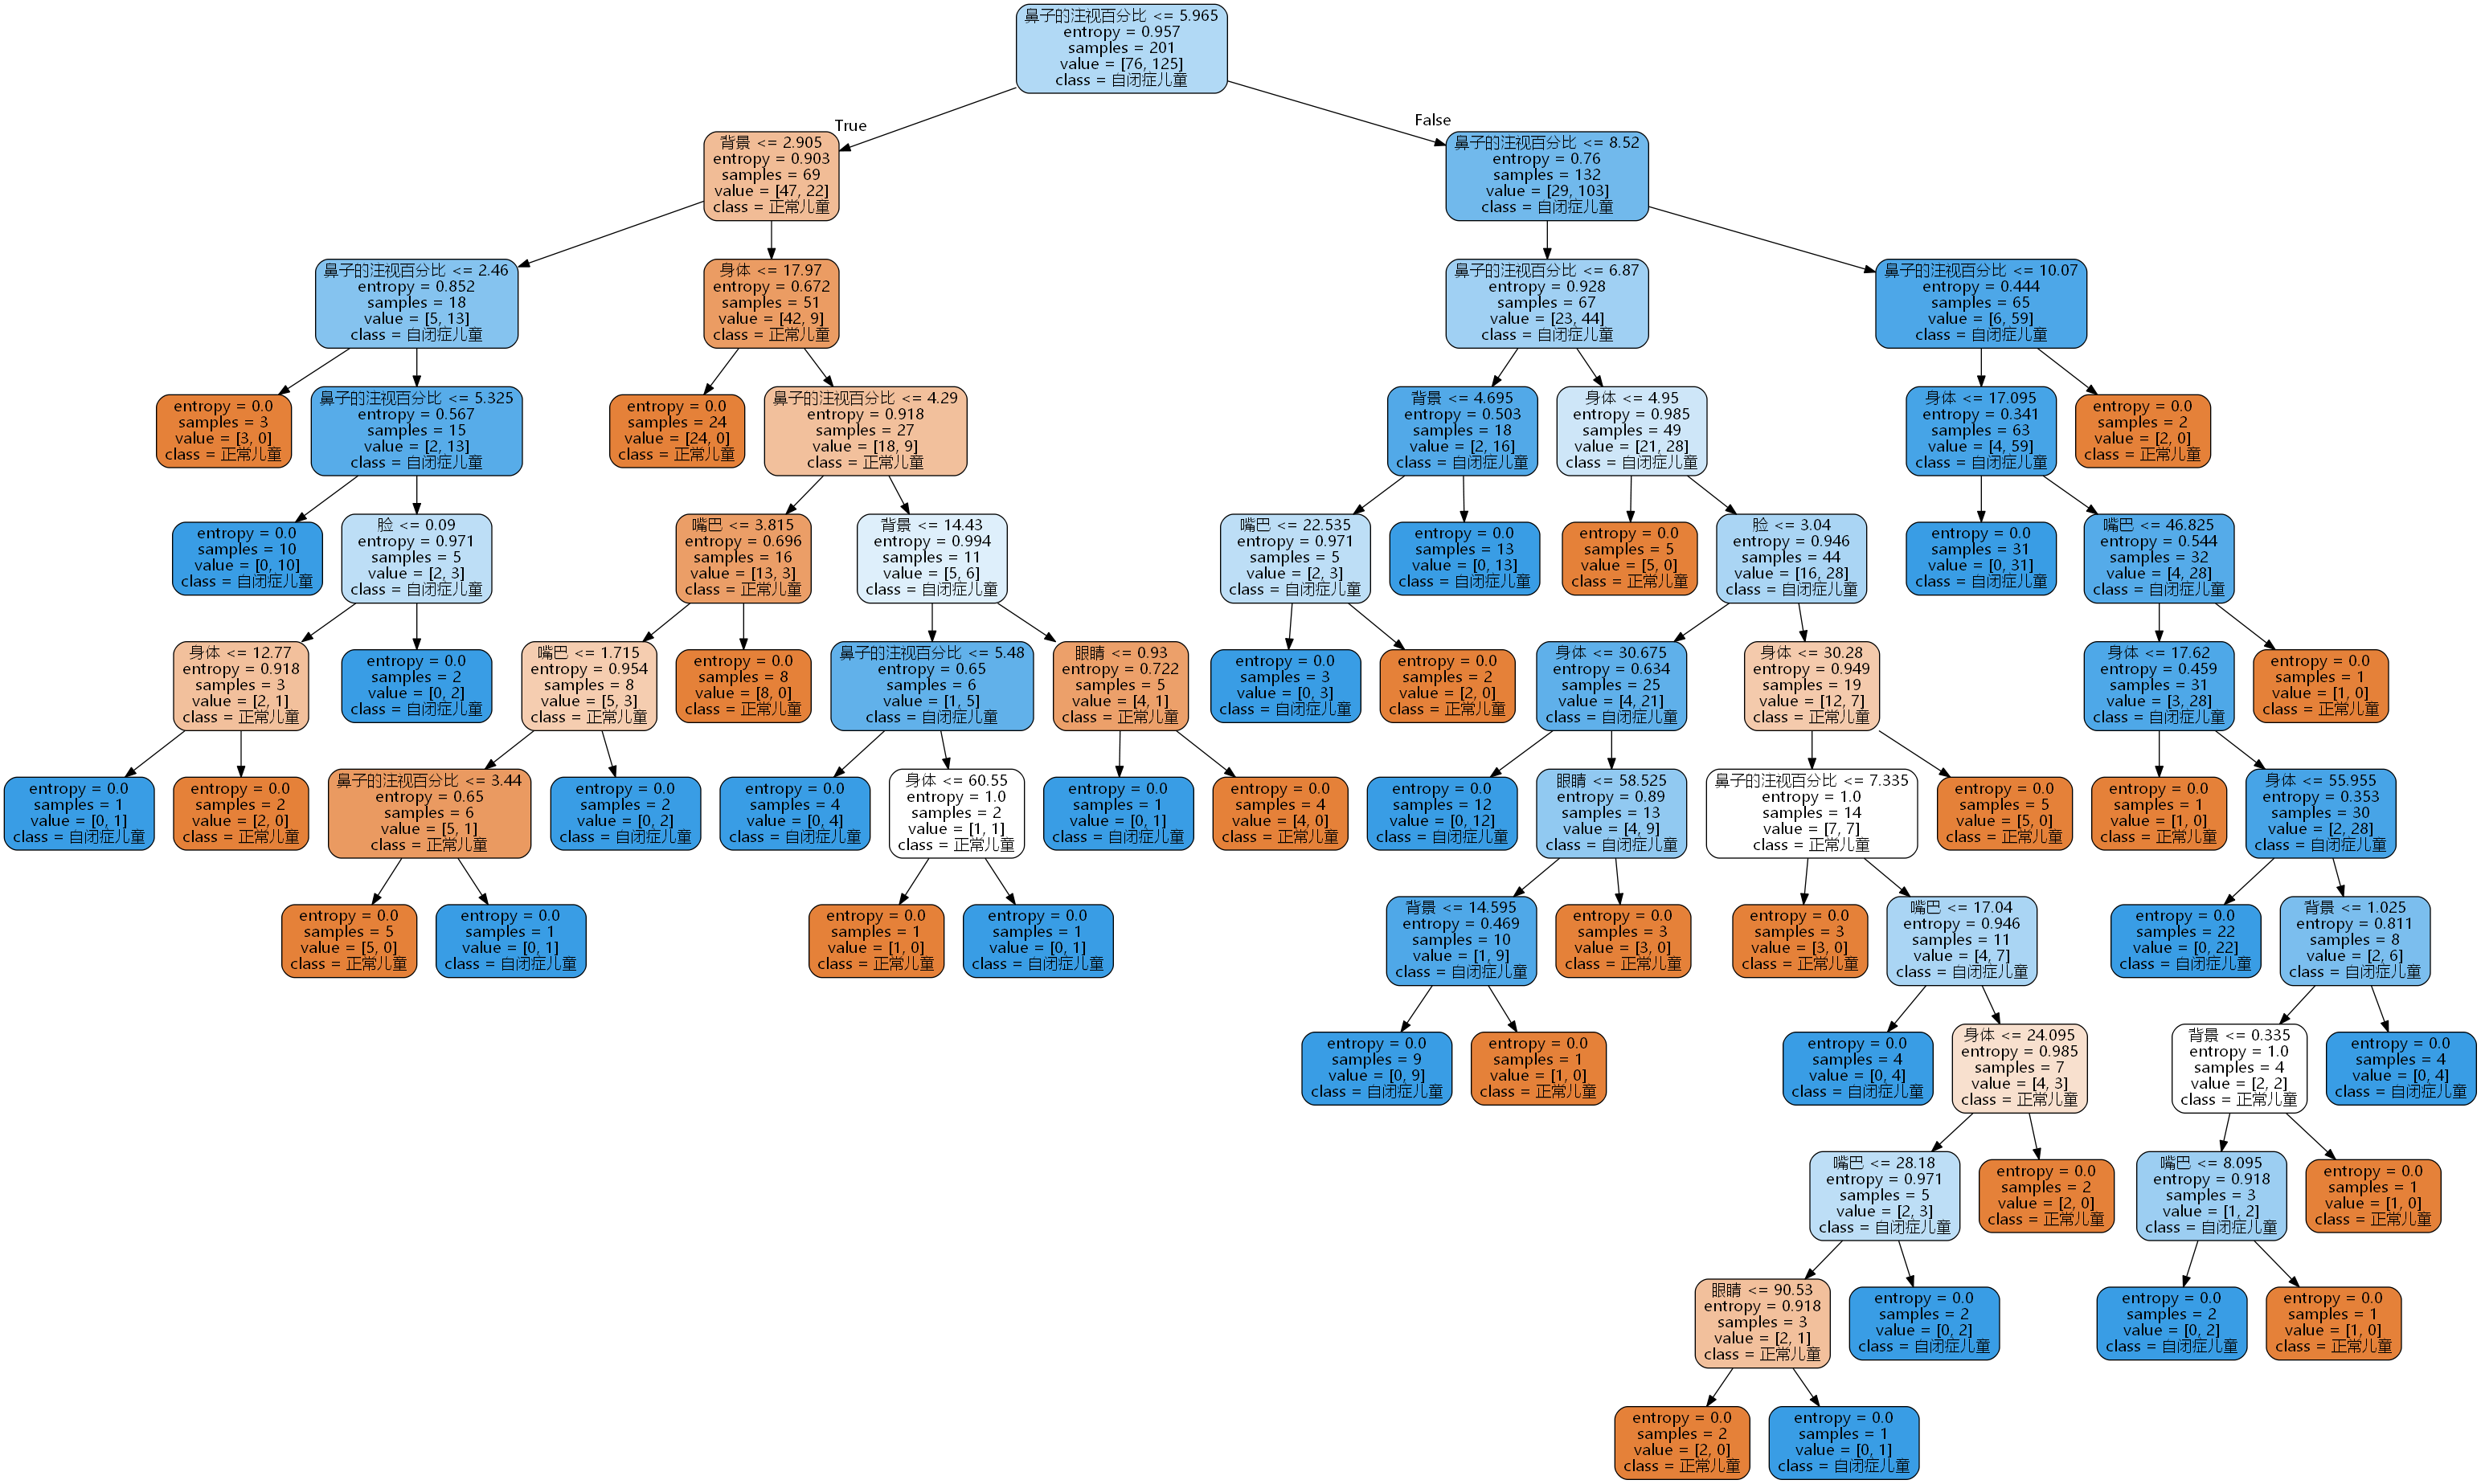 鼻子的注视百分比 <= 5.965
entropy = 0.957
samples = 201
value = [76, 125]
class = 自闭症儿童
True
False
背景 <= 2.905
entropy = 0.903
samples = 69
value = [47, 22]
class = 正常儿童
鼻子的注视百分比 <= 8.52
entropy = 0.76
samples = 132
value = [29, 103]
class = 自闭症儿童
鼻子的注视百分比 <= 2.46
entropy = 0.852
samples = 18
value = [5, 13]
class = 自闭症儿童
身体 <= 17.97
entropy = 0.672
samples = 51
value = [42, 9]
class = 正常儿童
鼻子的注视百分比 <= 6.87
entropy = 0.928
samples = 67
value = [23, 44]
class = 自闭症儿童
鼻子的注视百分比 <= 10.07
entropy = 0.444
samples = 65
value = [6, 59]
class = 自闭症儿童
entropy = 0.0
samples = 3
value = [3, 0]
class = 正常儿童
鼻子的注视百分比 <= 5.325
entropy = 0.567
samples = 15
value = [2, 13]
class = 自闭症儿童
entropy = 0.0
samples = 24
value = [24, 0]
class = 正常儿童
鼻子的注视百分比 <= 4.29
entropy = 0.918
samples = 27
value = [18, 9]
class = 正常儿童
背景 <= 4.695
entropy = 0.503
samples = 18
value = [2, 16]
class = 自闭症儿童
身体 <= 4.95
entropy = 0.985
samples = 49
value = [21, 28]
class = 自闭症儿童
身体 <= 17.095
entropy = 0.341
samples = 63
value = [4, 59]
class = 自闭症儿童
entropy = 0.0
samples = 2
value = [2, 0]
class = 正常儿童
entropy = 0.0
samples = 10
value = [0, 10]
class = 自闭症儿童
脸 <= 0.09
entropy = 0.971
samples = 5
value = [2, 3]
class = 自闭症儿童
嘴巴 <= 3.815
entropy = 0.696
samples = 16
value = [13, 3]
class = 正常儿童
背景 <= 14.43
entropy = 0.994
samples = 11
value = [5, 6]
class = 自闭症儿童
嘴巴 <= 22.535
entropy = 0.971
samples = 5
value = [2, 3]
class = 自闭症儿童
entropy = 0.0
samples = 13
value = [0, 13]
class = 自闭症儿童
entropy = 0.0
samples = 5
value = [5, 0]
class = 正常儿童
脸 <= 3.04
entropy = 0.946
samples = 44
value = [16, 28]
class = 自闭症儿童
entropy = 0.0
samples = 31
value = [0, 31]
class = 自闭症儿童
嘴巴 <= 46.825
entropy = 0.544
samples = 32
value = [4, 28]
class = 自闭症儿童
身体 <= 12.77
entropy = 0.918
samples = 3
value = [2, 1]
class = 正常儿童
entropy = 0.0
samples = 2
value = [0, 2]
class = 自闭症儿童
嘴巴 <= 1.715
entropy = 0.954
samples = 8
value = [5, 3]
class = 正常儿童
entropy = 0.0
samples = 8
value = [8, 0]
class = 正常儿童
鼻子的注视百分比 <= 5.48
entropy = 0.65
samples = 6
value = [1, 5]
class = 自闭症儿童
眼睛 <= 0.93
entropy = 0.722
samples = 5
value = [4, 1]
class = 正常儿童
entropy = 0.0
samples = 3
value = [0, 3]
class = 自闭症儿童
entropy = 0.0
samples = 2
value = [2, 0]
class = 正常儿童
身体 <= 30.675
entropy = 0.634
samples = 25
value = [4, 21]
class = 自闭症儿童
身体 <= 30.28
entropy = 0.949
samples = 19
value = [12, 7]
class = 正常儿童
身体 <= 17.62
entropy = 0.459
samples = 31
value = [3, 28]
class = 自闭症儿童
entropy = 0.0
samples = 1
value = [1, 0]
class = 正常儿童
entropy = 0.0
samples = 1
value = [0, 1]
class = 自闭症儿童
entropy = 0.0
samples = 2
value = [2, 0]
class = 正常儿童
鼻子的注视百分比 <= 3.44
entropy = 0.65
samples = 6
value = [5, 1]
class = 正常儿童
entropy = 0.0
samples = 2
value = [0, 2]
class = 自闭症儿童
entropy = 0.0
samples = 4
value = [0, 4]
class = 自闭症儿童
身体 <= 60.55
entropy = 1.0
samples = 2
value = [1, 1]
class = 正常儿童
entropy = 0.0
samples = 1
value = [0, 1]
class = 自闭症儿童
entropy = 0.0
samples = 4
value = [4, 0]
class = 正常儿童
entropy = 0.0
samples = 12
value = [0, 12]
class = 自闭症儿童
眼睛 <= 58.525
entropy = 0.89
samples = 13
value = [4, 9]
class = 自闭症儿童
鼻子的注视百分比 <= 7.335
entropy = 1.0
samples = 14
value = [7, 7]
class = 正常儿童
entropy = 0.0
samples = 5
value = [5, 0]
class = 正常儿童
entropy = 0.0
samples = 1
value = [1, 0]
class = 正常儿童
身体 <= 55.955
entropy = 0.353
samples = 30
value = [2, 28]
class = 自闭症儿童
entropy = 0.0
samples = 5
value = [5, 0]
class = 正常儿童
entropy = 0.0
samples = 1
value = [0, 1]
class = 自闭症儿童
entropy = 0.0
samples = 1
value = [1, 0]
class = 正常儿童
entropy = 0.0
samples = 1
value = [0, 1]
class = 自闭症儿童
背景 <= 14.595
entropy = 0.469
samples = 10
value = [1, 9]
class = 自闭症儿童
entropy = 0.0
samples = 3
value = [3, 0]
class = 正常儿童
entropy = 0.0
samples = 3
value = [3, 0]
class = 正常儿童
嘴巴 <= 17.04
entropy = 0.946
samples = 11
value = [4, 7]
class = 自闭症儿童
entropy = 0.0
samples = 22
value = [0, 22]
class = 自闭症儿童
背景 <= 1.025
entropy = 0.811
samples = 8
value = [2, 6]
class = 自闭症儿童
entropy = 0.0
samples = 9
value = [0, 9]
class = 自闭症儿童
entropy = 0.0
samples = 1
value = [1, 0]
class = 正常儿童
entropy = 0.0
samples = 4
value = [0, 4]
class = 自闭症儿童
身体 <= 24.095
entropy = 0.985
samples = 7
value = [4, 3]
class = 正常儿童
背景 <= 0.335
entropy = 1.0
samples = 4
value = [2, 2]
class = 正常儿童
entropy = 0.0
samples = 4
value = [0, 4]
class = 自闭症儿童
嘴巴 <= 28.18
entropy = 0.971
samples = 5
value = [2, 3]
class = 自闭症儿童
entropy = 0.0
samples = 2
value = [2, 0]
class = 正常儿童
嘴巴 <= 8.095
entropy = 0.918
samples = 3
value = [1, 2]
class = 自闭症儿童
entropy = 0.0
samples = 1
value = [1, 0]
class = 正常儿童
眼睛 <= 90.53
entropy = 0.918
samples = 3
value = [2, 1]
class = 正常儿童
entropy = 0.0
samples = 2
value = [0, 2]
class = 自闭症儿童
entropy = 0.0
samples = 2
value = [0, 2]
class = 自闭症儿童
entropy = 0.0
samples = 1
value = [1, 0]
class = 正常儿童
entropy = 0.0
samples = 2
value = [2, 0]
class = 正常儿童
entropy = 0.0
samples = 1
value = [0, 1]
class = 自闭症儿童